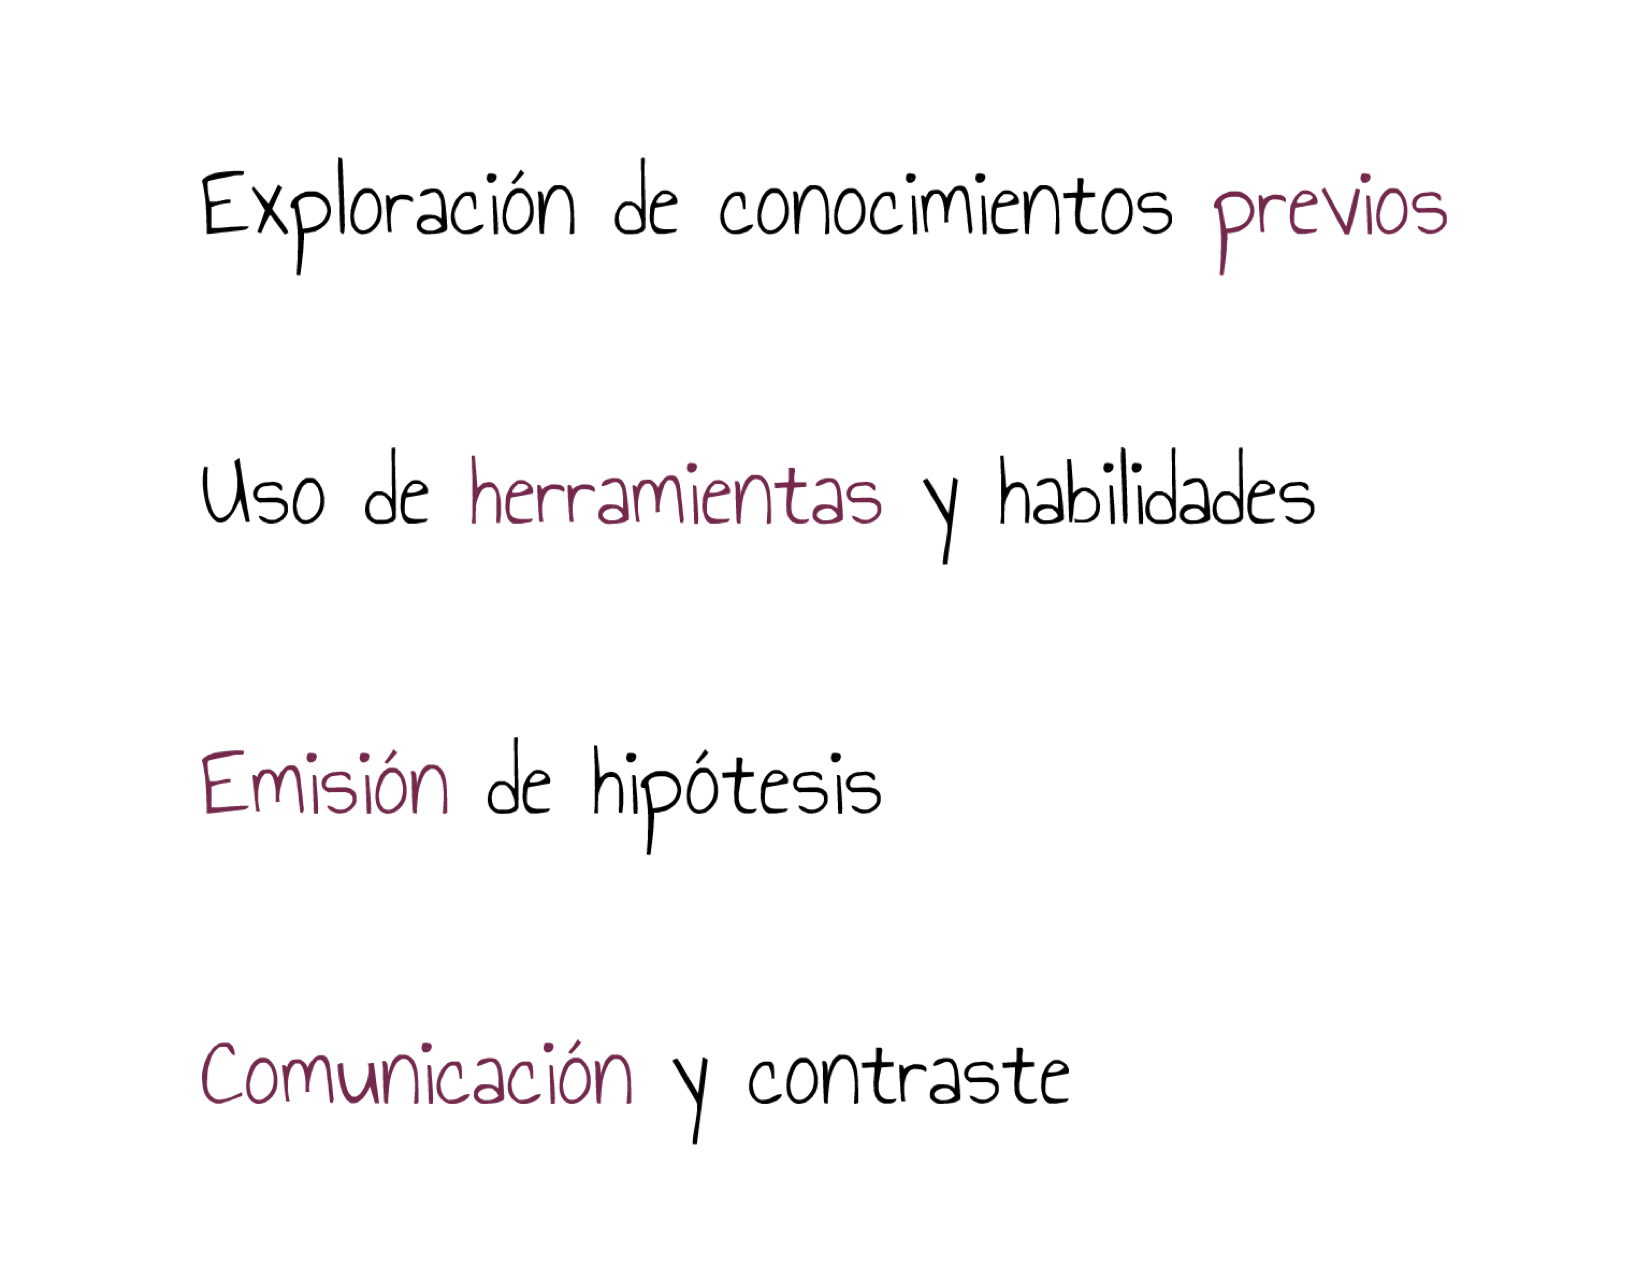 Exploración de conocimientos previos
Uso de herramientas y habilidades
Emisión de hipótesis
Comunicación y contraste